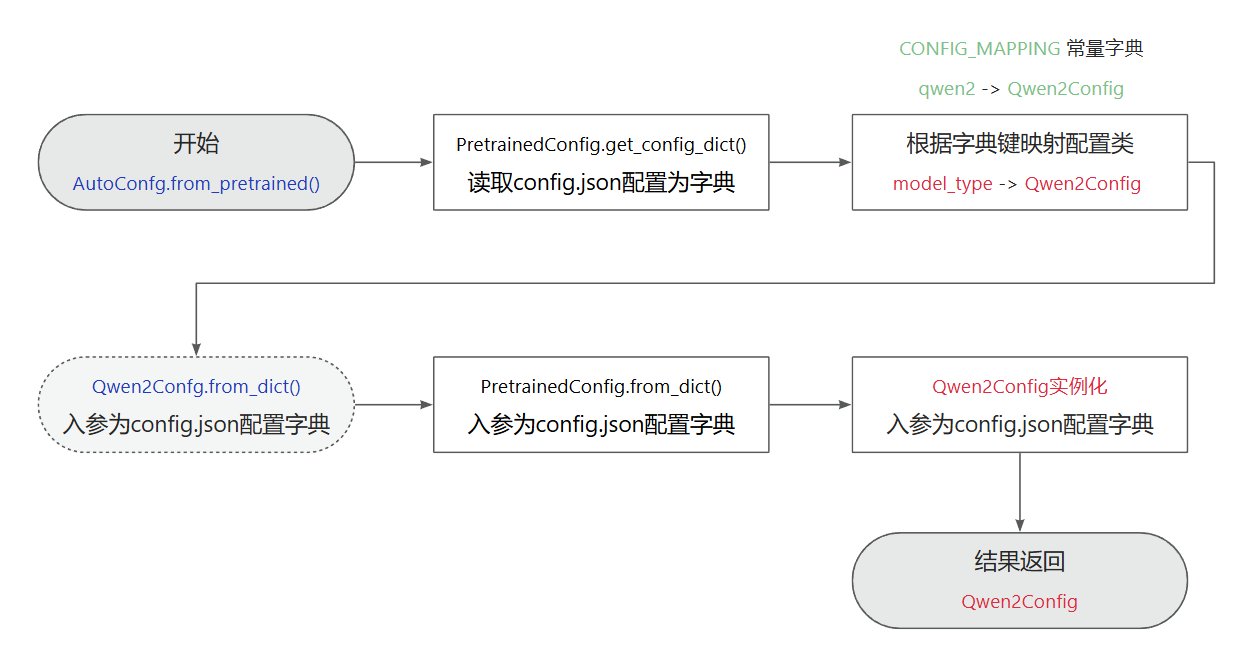 CONFIG_MAPPING 常量字典
qwen2 -> Qwen2Config
开始
AutoConfg.from_pretrained()
PretrainedConfig.get_config_dict()
读取config.json配置为字典
根据字典键映射配置类
model_type -> Qwen2Config
Qwen2Confg.from_dict()
入参为config.json配置字典
PretrainedConfig.from_dict()
入参为config.json配置字典
Qwen2Config实例化
入参为config.json配置字典
结果返回
Qwen2Config